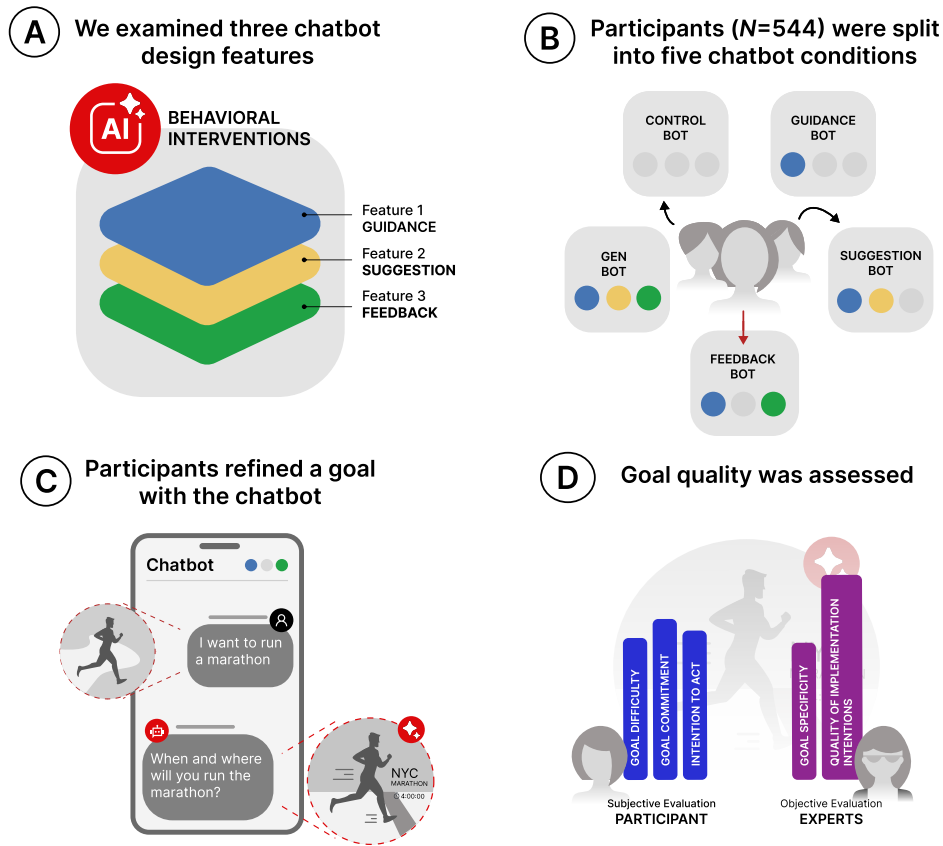 A
We examined three chatbot
design features
AI
BEHAVIORAL
INTERVENTIONS
Feature 1
GUIDANCE
Feature 2
SUGGESTION
Feature 3
FEEDBACK
B
Participants (N=544) were split
into five chatbot conditions
CONTROL
BOT
GUIDANCE
BOT
GEN
BOT
SUGGESTION
BOT
FEEDBACK
BOT
C
Participants refined a goal
with the chatbot
Chatbot
I want to run
a marathon
When and where
will you run the
marathon?
NYC
MARATHON
4:00:00
D
Goal quality was assessed
GOAL DIFFICULTY
GOAL COMMITMENT
INTENTION TO ACT
GOAL SPECIFICITY
QUALITY OF IMPLEMENTATION
INTENTIONS
Subjective Evaluation
PARTICIPANT
Objective Evaluation
EXPERTS